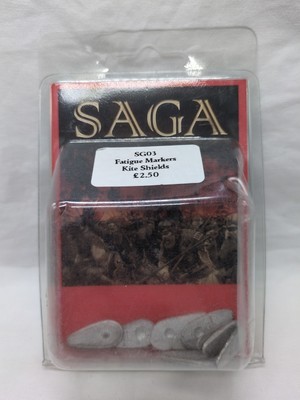 SAGA
SG03
Fatigue Markers
Kite Shields
£2.50